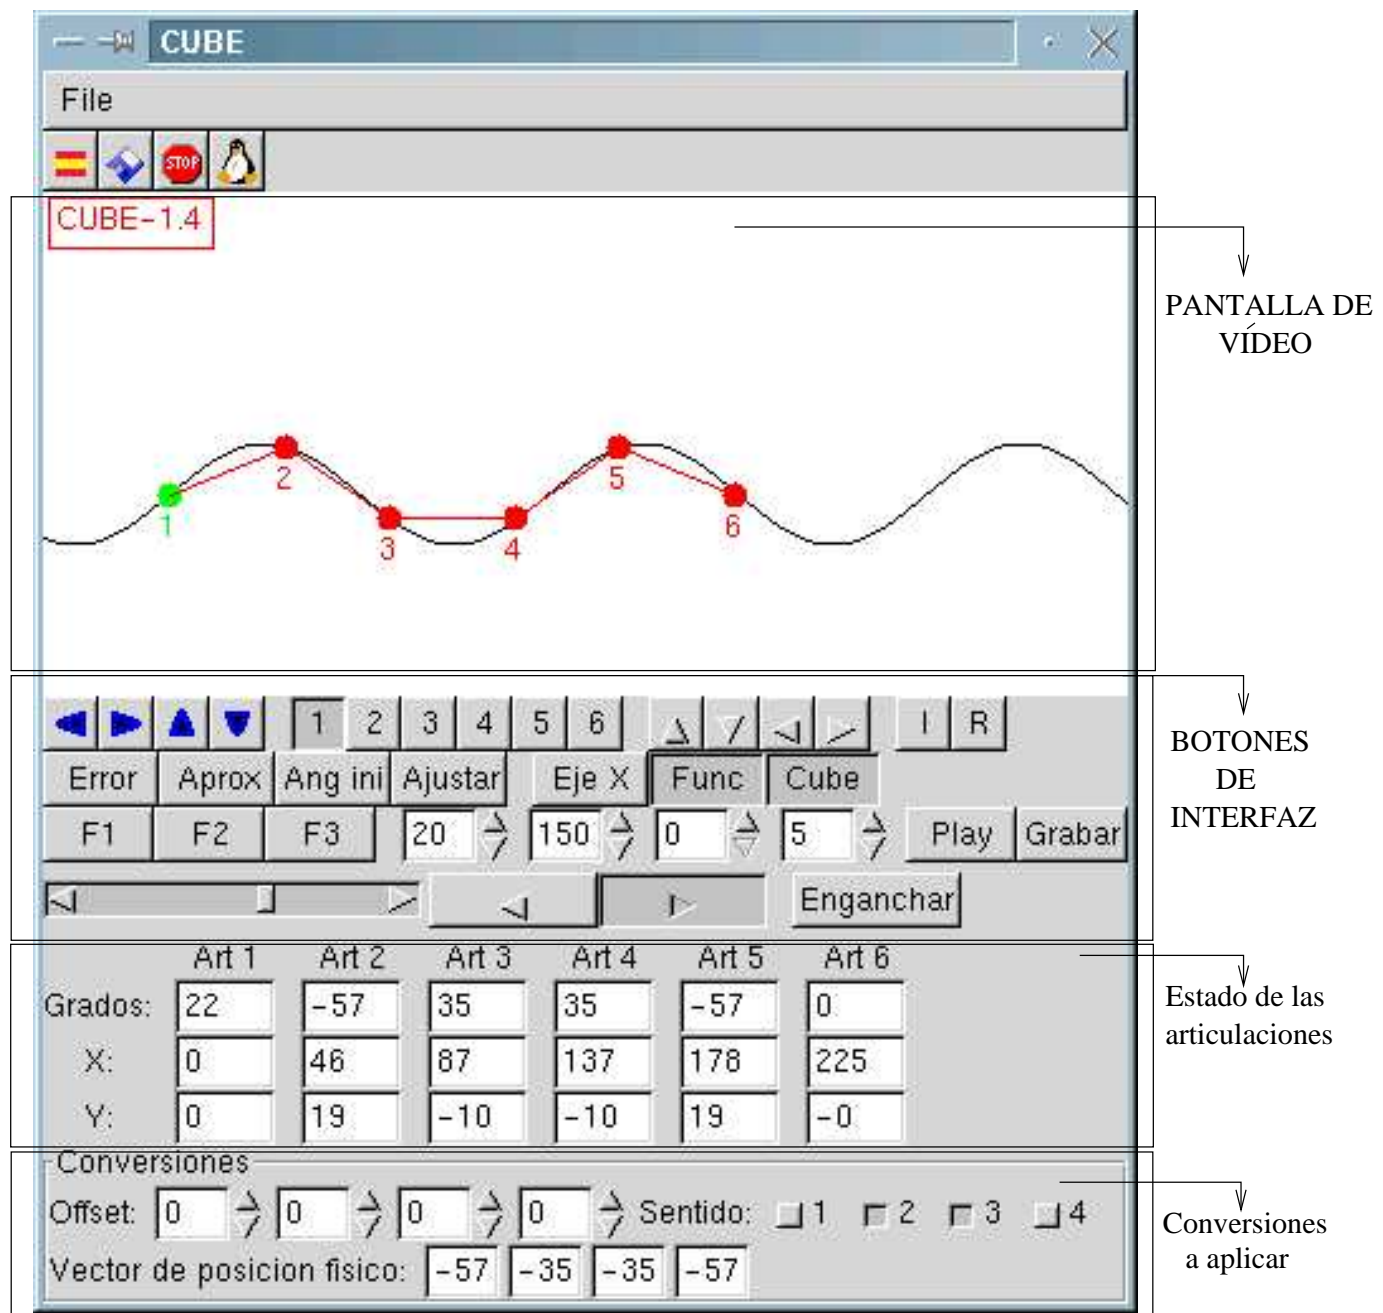 CUBE
File
STOP
CUBE-1.4
PANTALLA DE
VÍDEO
1
2
3
4
5
6
1 2 3 4 5 6 I R
Error Aprox Ang ini Ajustar Eje X Func Cube
F1 F2 F3 20 150 0 5 Play Grabar
Enganchar
BOTONES
DE
INTERFAZ
Art 1 Art 2 Art 3 Art 4 Art 5 Art 6
Grados: 22 -57 35 35 -57 0
X: 0 46 87 137 178 225
Y: 0 19 -10 -10 19 -0
Estado de las
articulaciones
Conversiones
Offset: 0 0 0 0 Sentido: 1 2 3 4
Vector de posicion fisico: -57 -35 -35 -57
Conversiones
a aplicar